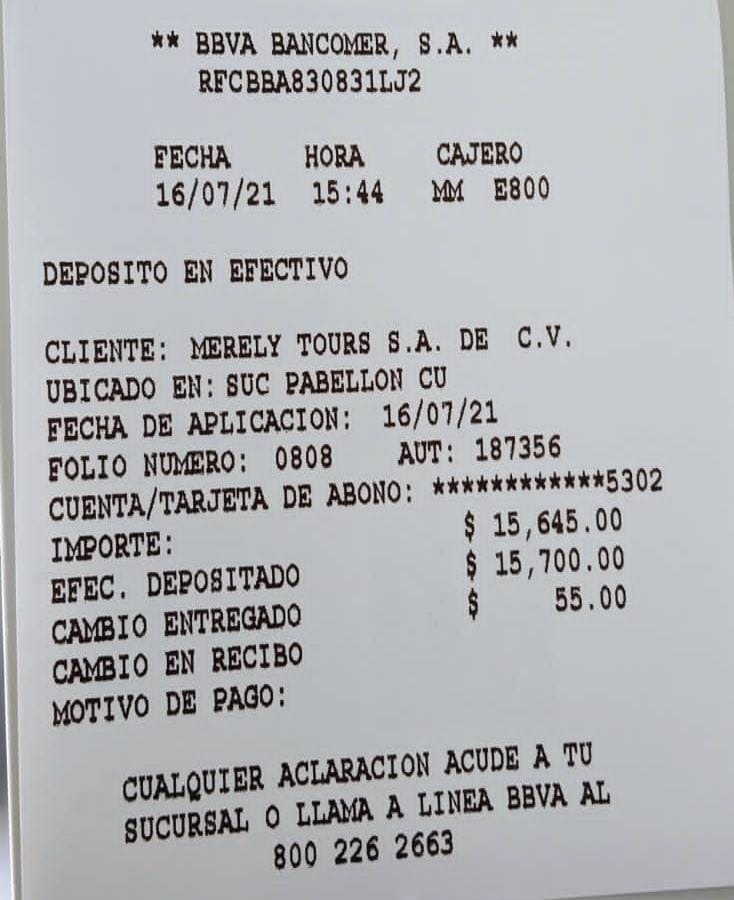 ** BBVA BANCOMER, S.A. **
RFCBBA830831LJ2
FECHA HORA CAJERO
16/07/21 15:44 MM E800
DEPOSITO EN EFECTIVO
CLIENTE: MERELY TOURS S.A. DE C.V.
UBICADO EN: SUC PABELLON CU
FECHA DE APLICACION: 16/07/21
FOLIO NUMERO: 0808 AUT: 187356
CUENTA/TARJETA DE ABONO: ************5302
IMPORTE: $ 15,645.00
EFEC. DEPOSITADO $ 15,700.00
CAMBIO ENTREGADO $ 55.00
CAMBIO EN RECIBO
MOTIVO DE PAGO:
CUALQUIER ACLARACION ACUDE A TU
SUCURSAL O LLAMA A LINEA BBVA AL
800 226 2663